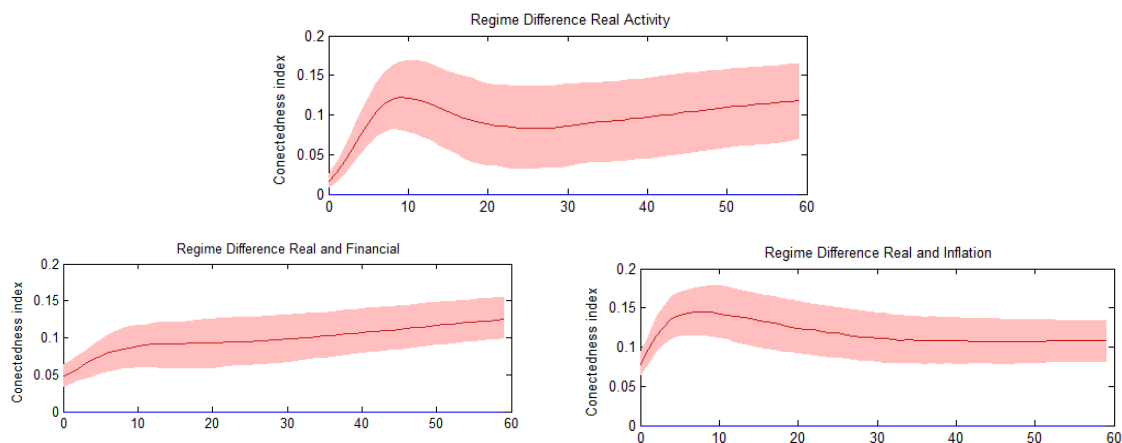 Regime Difference Real Activity
Conectedness index
0.2
0.15
0.1
0.05
0
0 10 20 30 40 50 60
Regime Difference Real and Financial
Conectedness index
0.2
0.15
0.1
0.05
0
0 10 20 30 40 50 60
Regime Difference Real and Inflation
Conectedness index
0.2
0.15
0.1
0.05
0
0 10 20 30 40 50 60